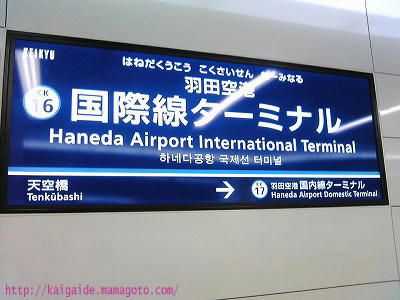 KEIKYU
はねだくうこう こくさいせん たーみなる
羽田空港
KK
16
国際線ターミナル
Haneda Airport International Terminal
하네다공항 국제선 터미널
天空橋
Tenkūbashi
→
KK
17
羽田空港 国内線ターミナル
Haneda Airport Domestic Terminal
http://kaigaide.mamagoto.com/